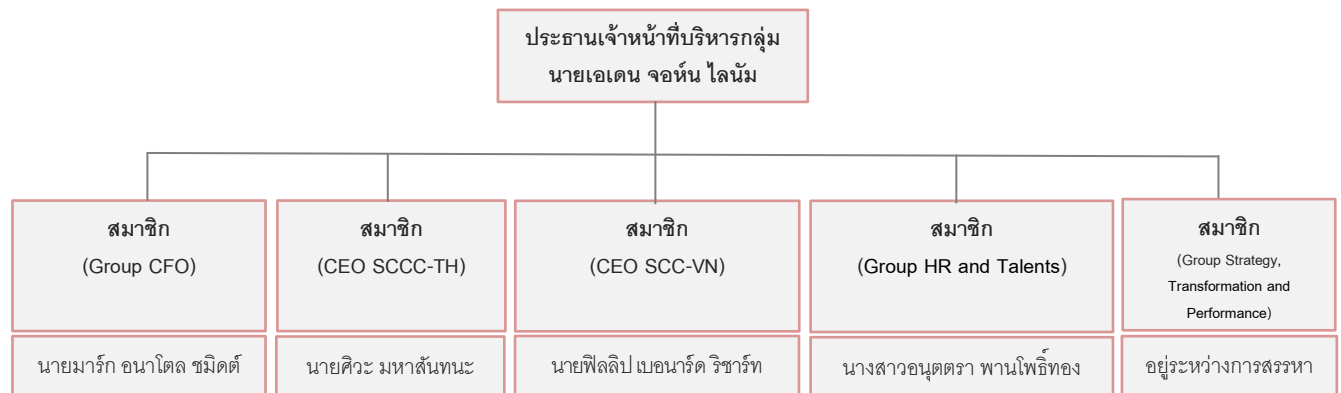 ประธานเจ้าหน้าที่บริหารกลุ่ม
นายเอเดน จอห์น ไลนัม
สมาชิก
(Group CFO)
นายมาร์ก อนาโตล ชมิดต์
สมาชิก
(CEO SCCC-TH)
นายศิวะ มหาสันทนะ
สมาชิก
(CEO SCC-VN)
นายฟิลลิป เบอนาร์ด ริชาร์ท
สมาชิก
(Group HR and Talents)
นางสาวอนุตตรา พานโพธิ์ทอง
สมาชิก
(Group Strategy,
Transformation and
Performance)
อยู่ระหว่างการสรรหา